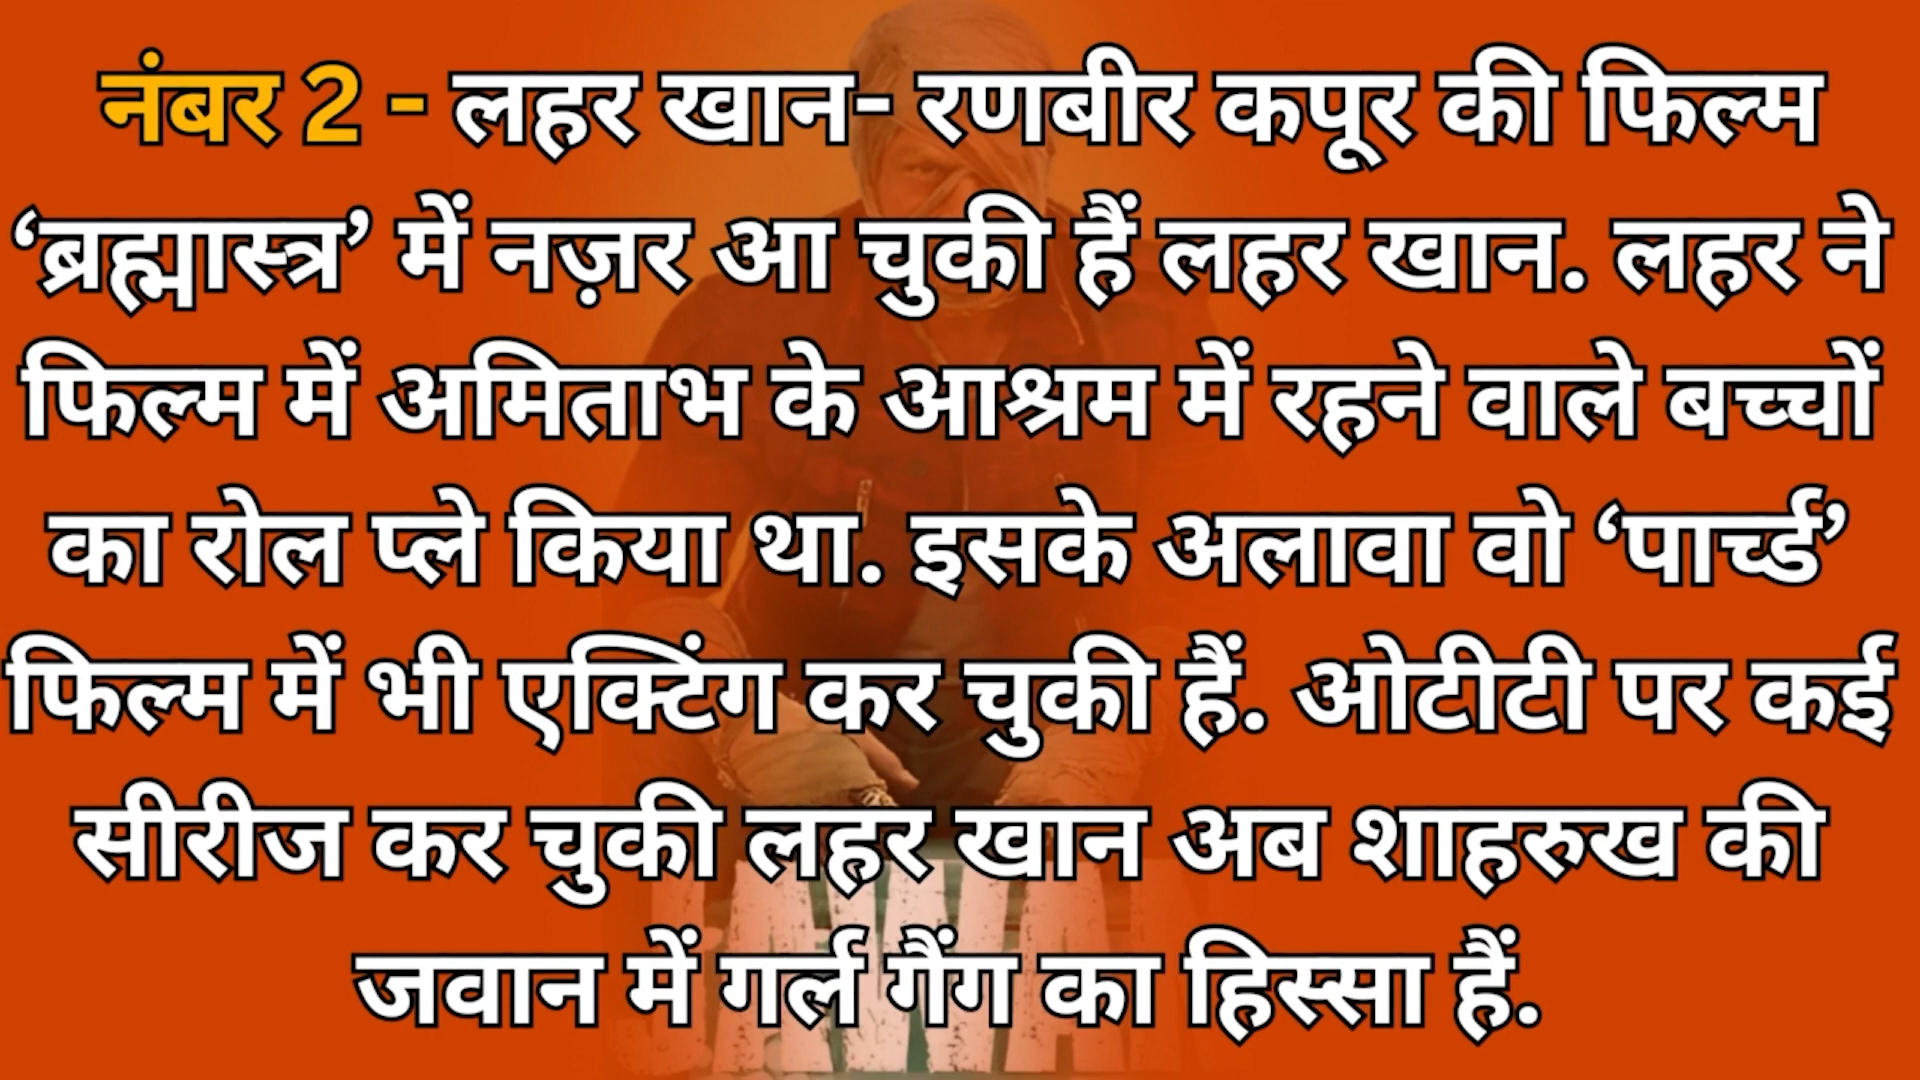 नंबर 2 - लहर खान- रणबीर कपूर की फिल्म
‘ब्रह्मास्त्र’ में नज़र आ चुकी हैं लहर खान. लहर ने
फिल्म में अमिताभ के आश्रम में रहने वाले बच्चों
का रोल प्ले किया था. इसके अलावा वो ‘पार्च्ड’
फिल्म में भी एक्टिंग कर चुकी हैं. ओटीटी पर कई
सीरीज कर चुकी लहर खान अब शाहरुख की
जवान में गर्ल गैंग का हिस्सा हैं.
JAWAN